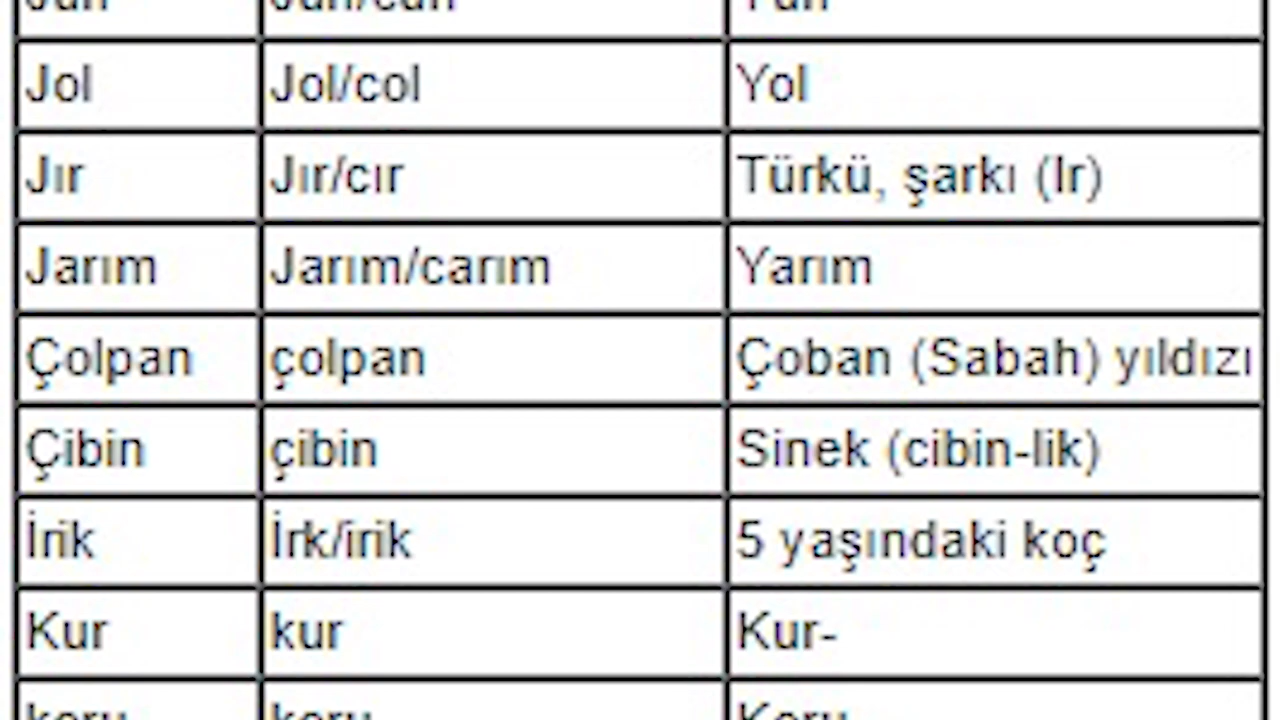 Jol Jol/col Yol
Jır Jır/cır Türkü, şarkı (Ir)
Jarım Jarım/carım Yarım
Çolpan çolpan Çoban (Sabah) yıldızı
Çibin çibin Sinek (cibin-lik)
İrik İrk/irik 5 yaşındaki koç
Kur kur Kur-